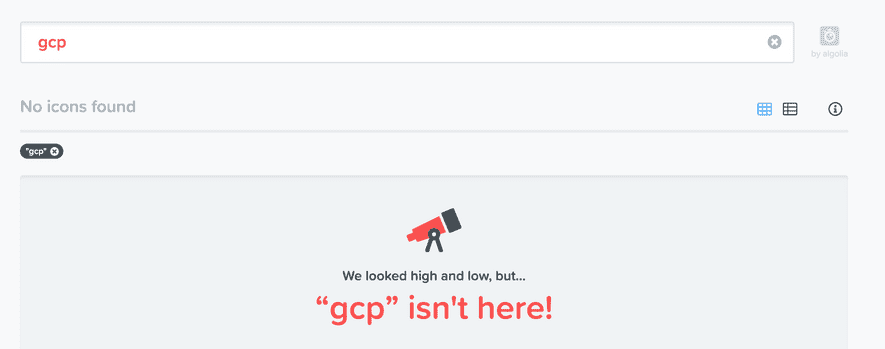 gcp
by algolia
No icons found
"gcp"
We looked high and low, but...
“gcp” isn't here!